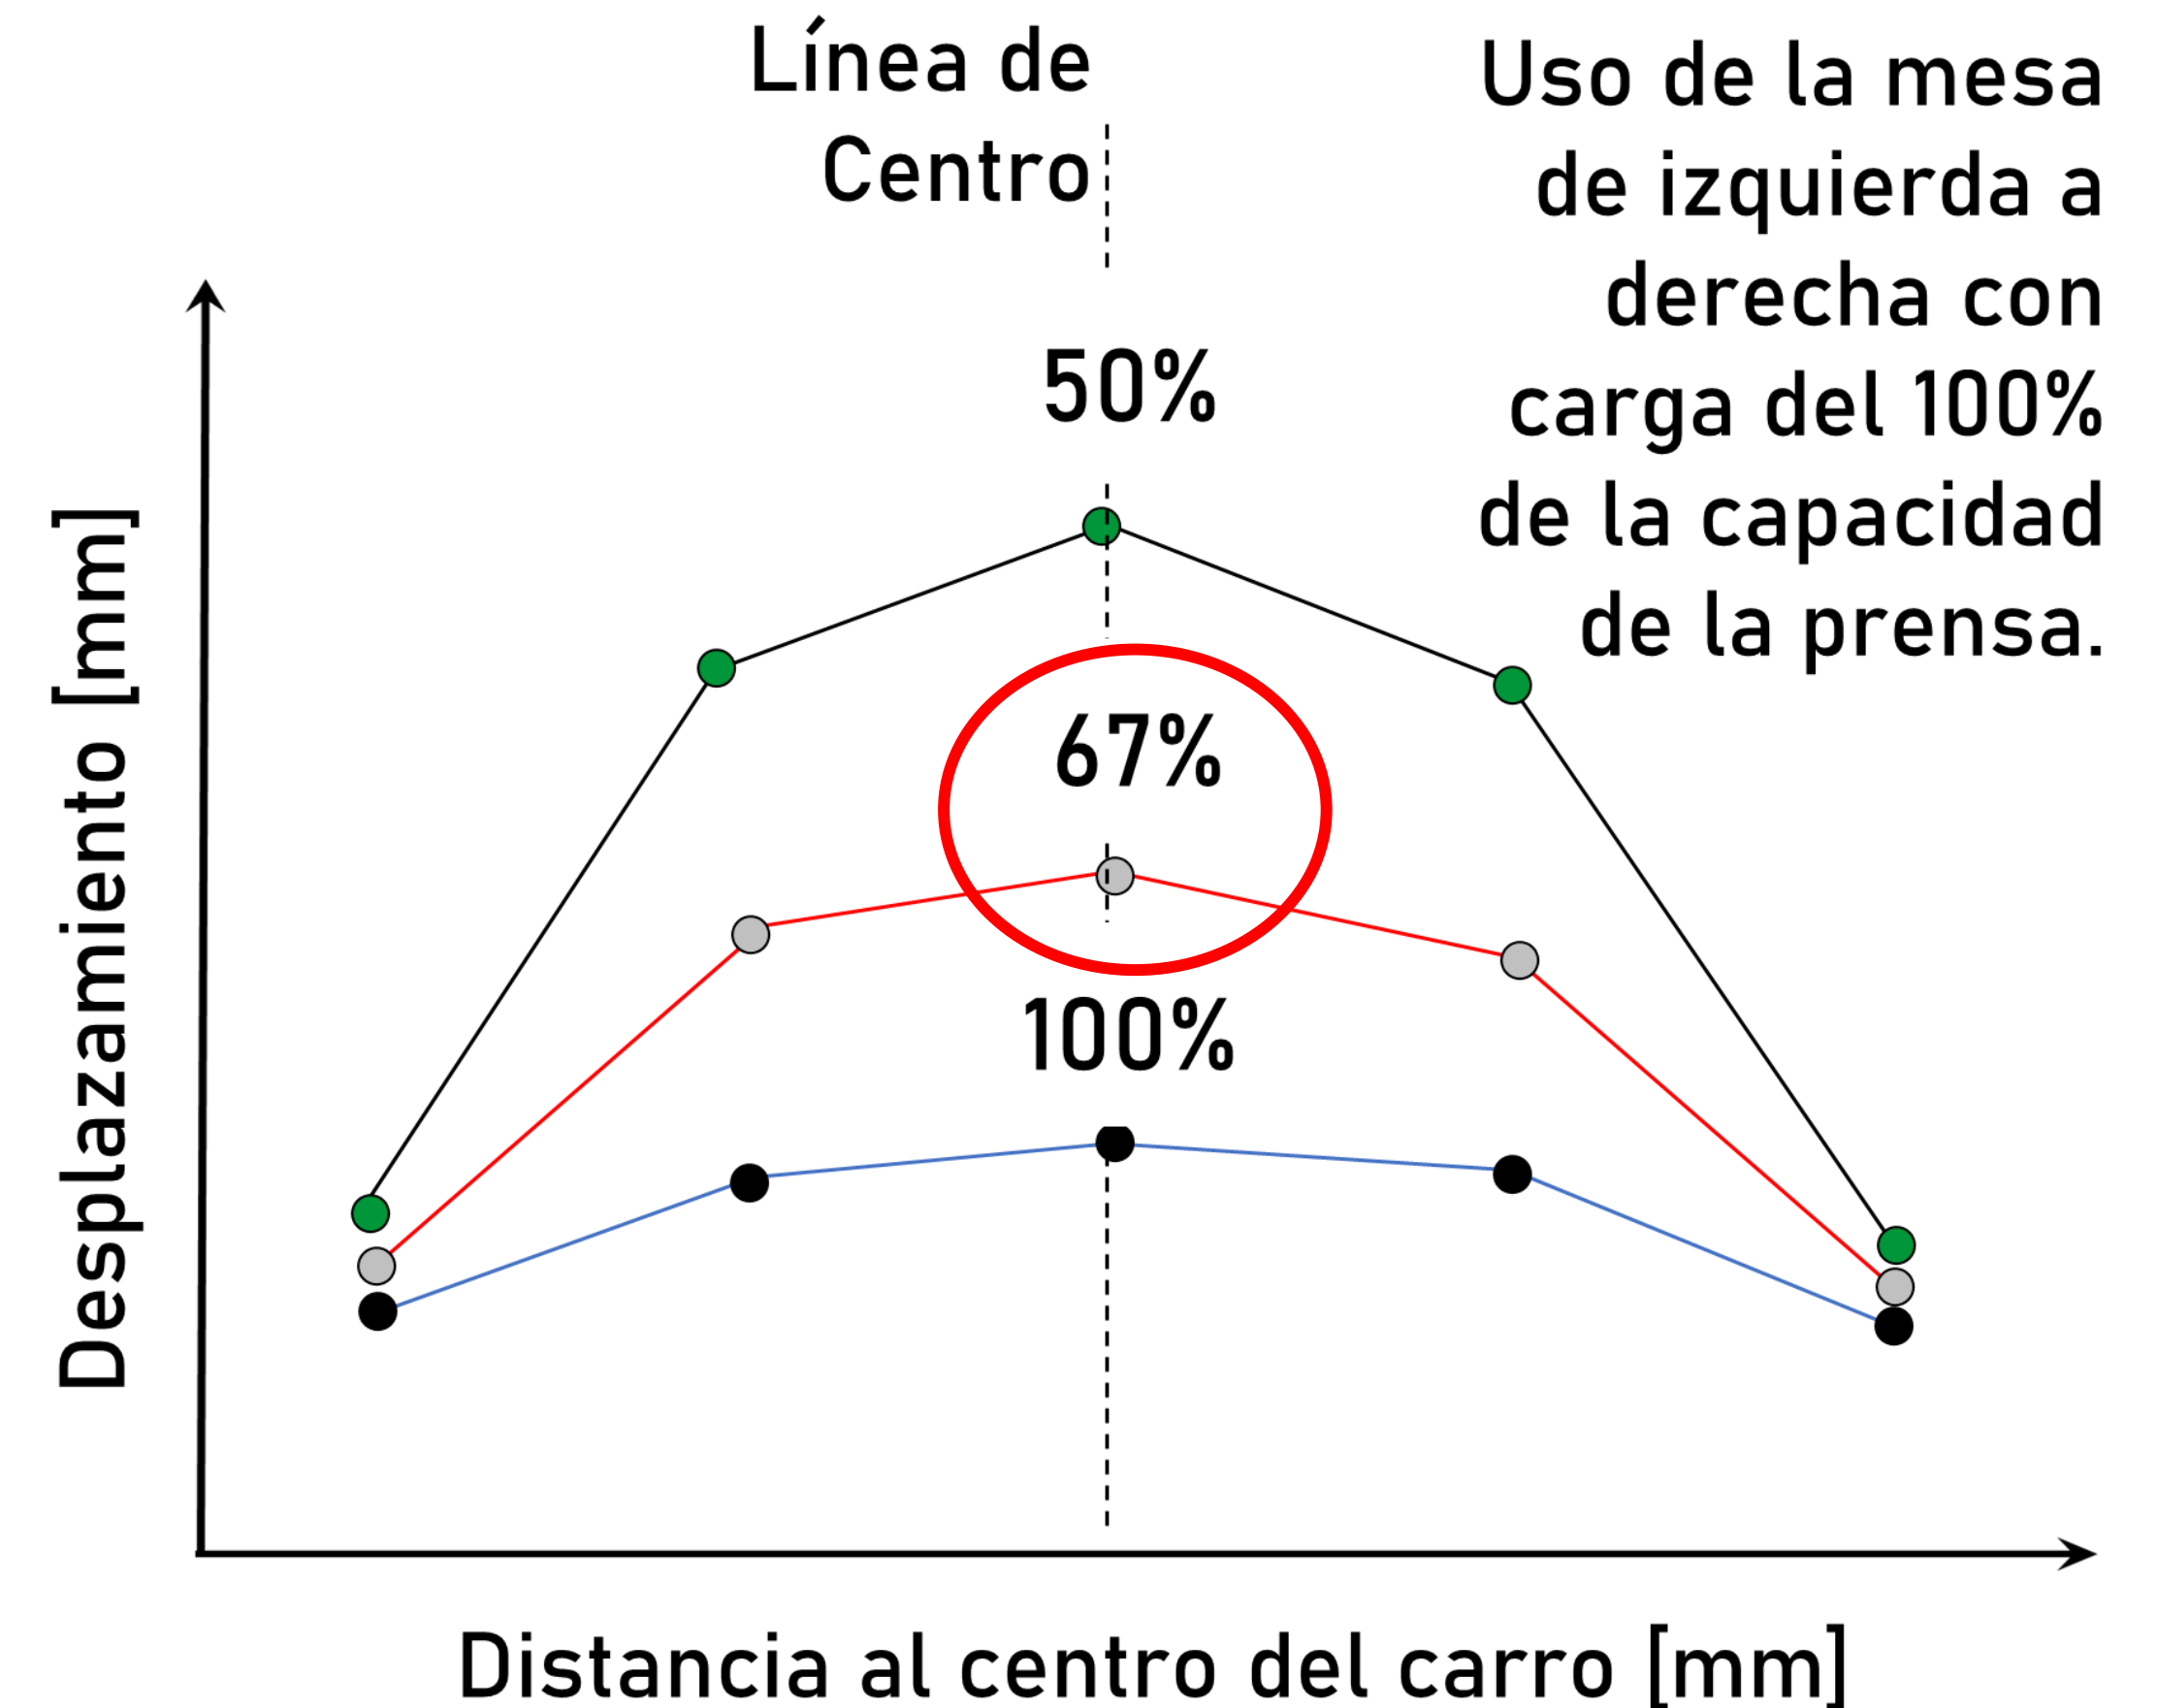 Línea de
Centro
Uso de la mesa
de izquierda a
derecha con
carga del 100%
de la capacidad
de la prensa.
50%
67%
100%
Desplazamiento [mm]
Distancia al centro del carro [mm]